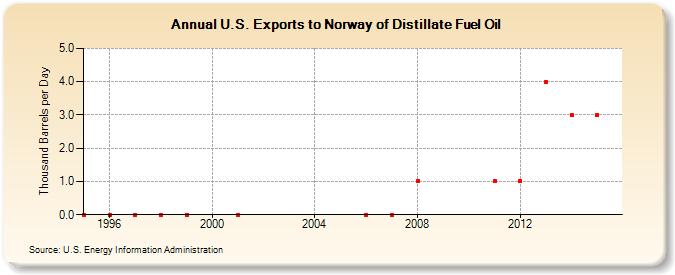 Annual U.S. Exports to Norway of Distillate Fuel Oil
Thousand Barrels per Day
5.0
4.0
3.0
2.0
1.0
0.0
1996 2000 2004 2008 2012
Source: U.S. Energy Information Administration